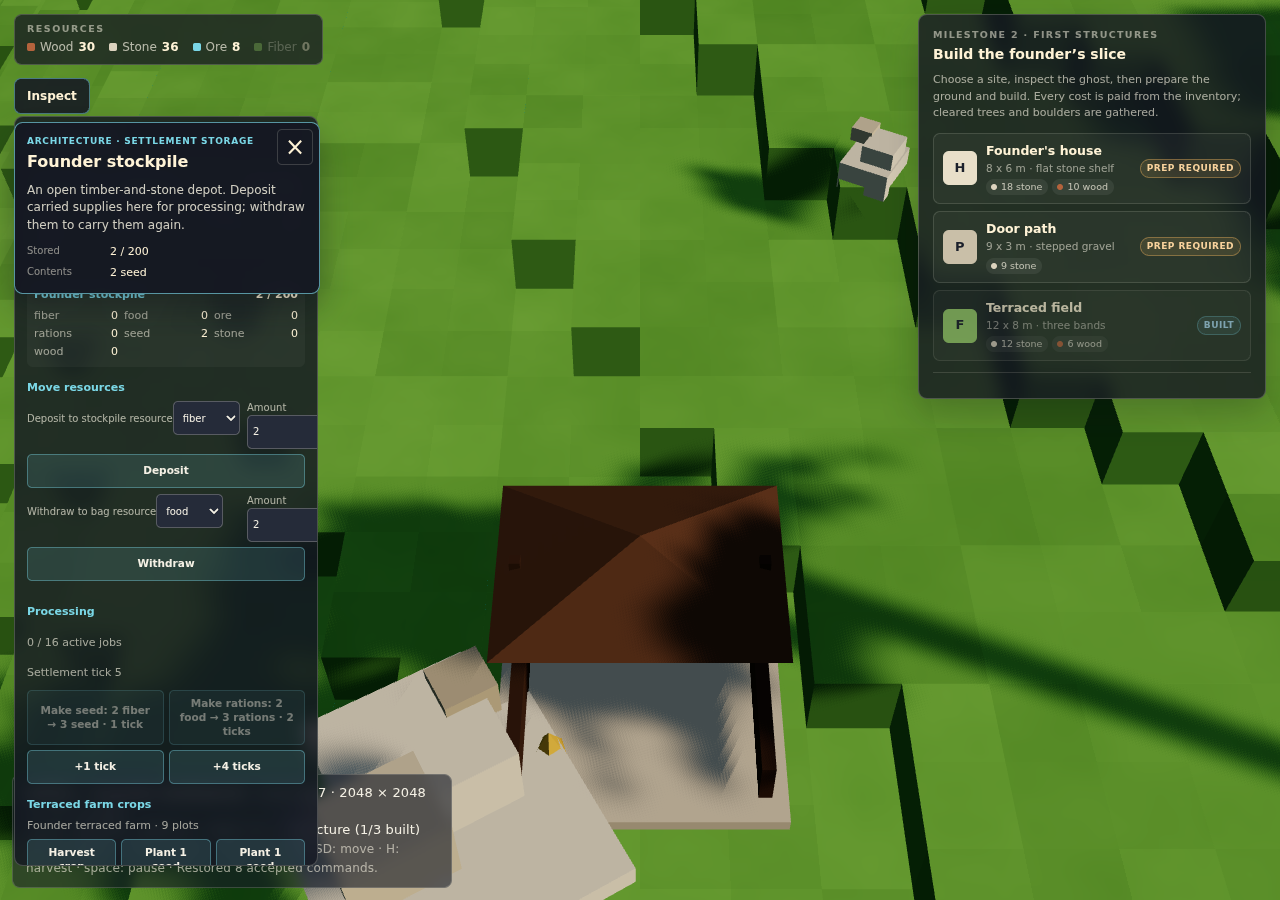 RESOURCES
Wood 30 Stone 36 Ore 8 Fiber 0
Inspect
ARCHITECTURE · SETTLEMENT STORAGE
Founder stockpile
An open timber-and-stone depot. Deposit
carried supplies here for processing; withdraw
them to carry them again.
Stored 2 / 200
Contents 2 seed
Founder stockpile 2 / 200
fiber 0 food 0 ore 0
rations 0 seed 2 stone 0
wood 0
Move resources
Deposit to stockpile resource fiber Amount 2
Deposit
Withdraw to bag resource food Amount 2
Withdraw
Processing
0 / 16 active jobs
Settlement tick 5
Make seed: 2 fiber
→ 3 seed · 1 tick
Make rations: 2
food → 3 rations · 2
ticks
+1 tick +4 ticks
Terraced farm crops
Founder terraced farm · 9 plots
Harvest Plant 1 Plant 1
7 · 2048 × 2048
cture (1/3 built)
SD: move · H:
harvest · space: pause · Restored 8 accepted commands.
MILESTONE 2 · FIRST STRUCTURES
Build the founder’s slice
Choose a site, inspect the ghost, then prepare the
ground and build. Every cost is paid from the inventory;
cleared trees and boulders are gathered.
H
Founder's house
8 x 6 m · flat stone shelf
18 stone 10 wood
PREP REQUIRED
P
Door path
9 x 3 m · stepped gravel
9 stone
PREP REQUIRED
F
Terraced field
12 x 8 m · three bands
12 stone 6 wood
BUILT